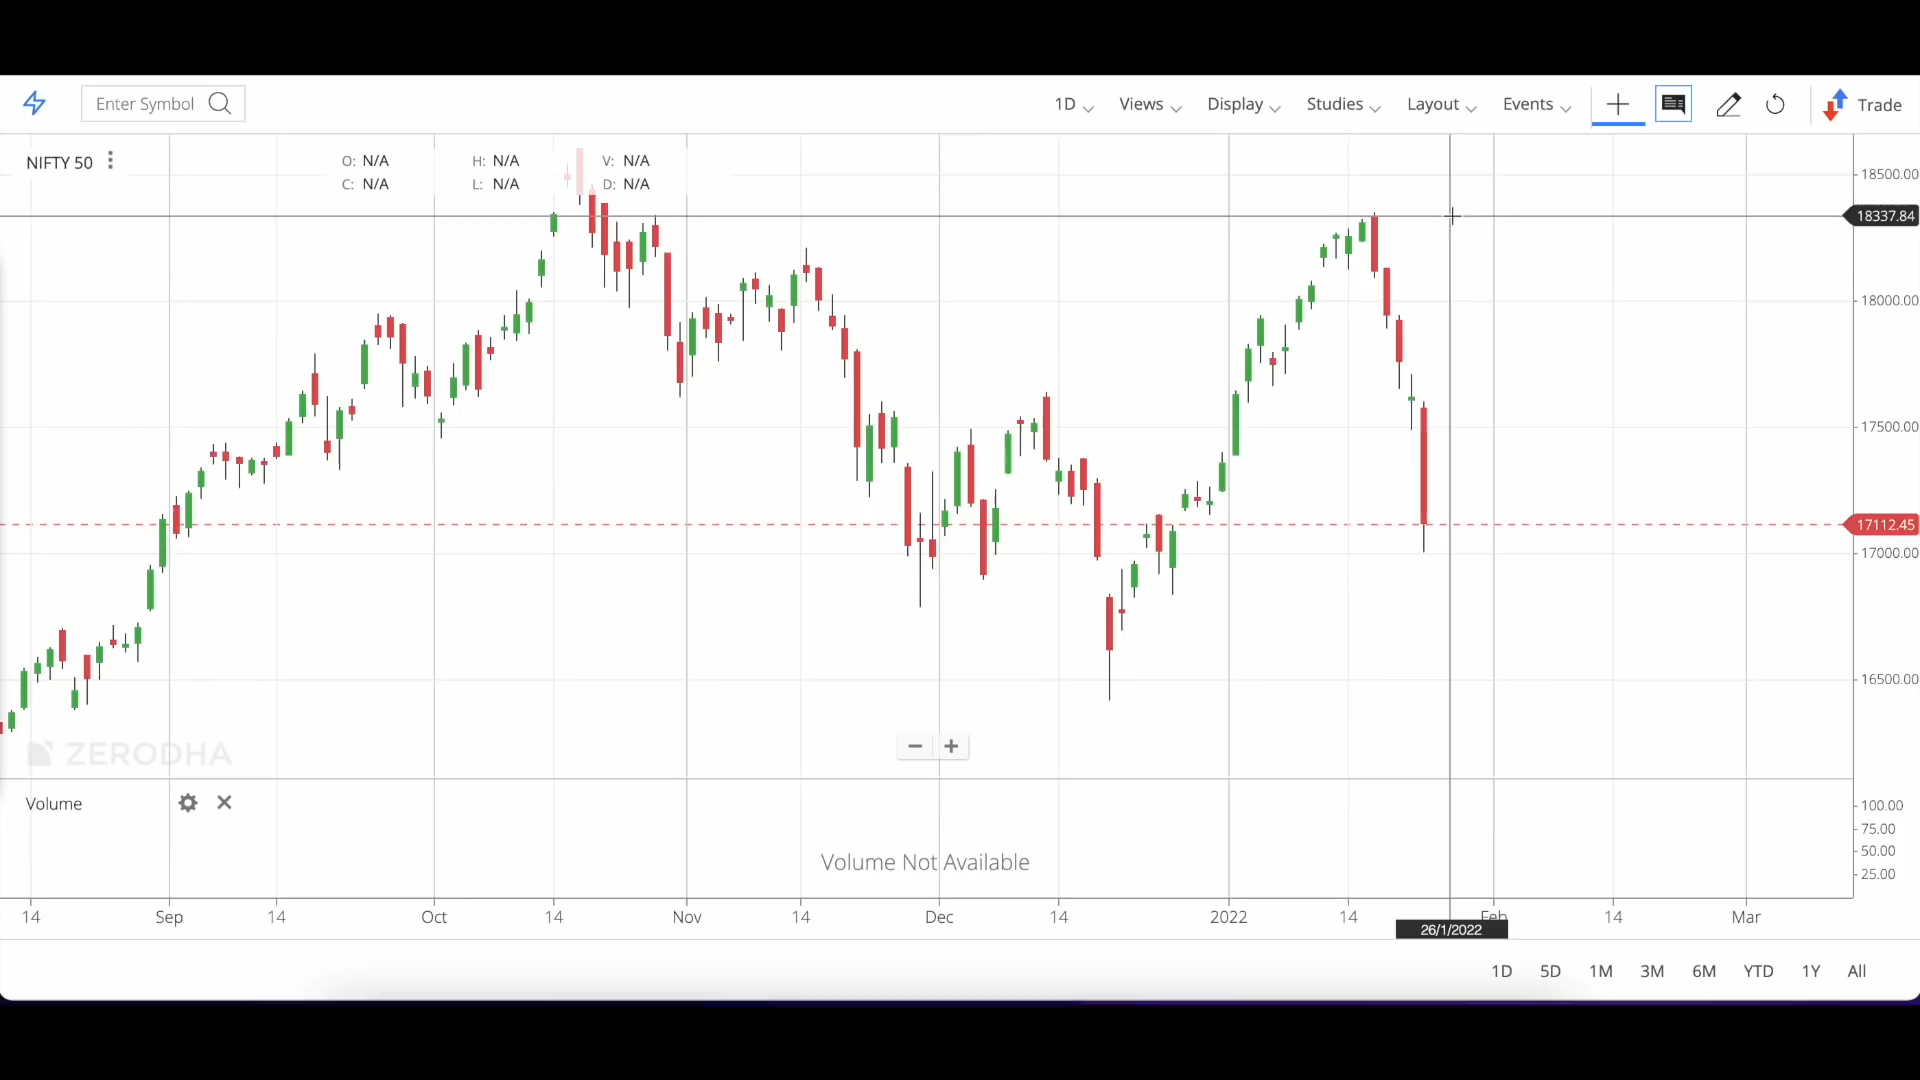 Enter Symbol
1D
Views
Display
Studies
Layout
Events
Trade
NIFTY 50
O: N/A H: N/A V: N/A
C: N/A L: N/A D: N/A
18500.00
18337.84
18000.00
17500.00
17112.45
17000.00
16500.00
ZERODHA
Volume
Volume Not Available
100.00
75.00
50.00
25.00
14 Sep 14 Oct 14 Nov 14 Dec 14 2022 14 Feb 14 Mar
26/1/2022
1D 5D 1M 3M 6M YTD 1Y All